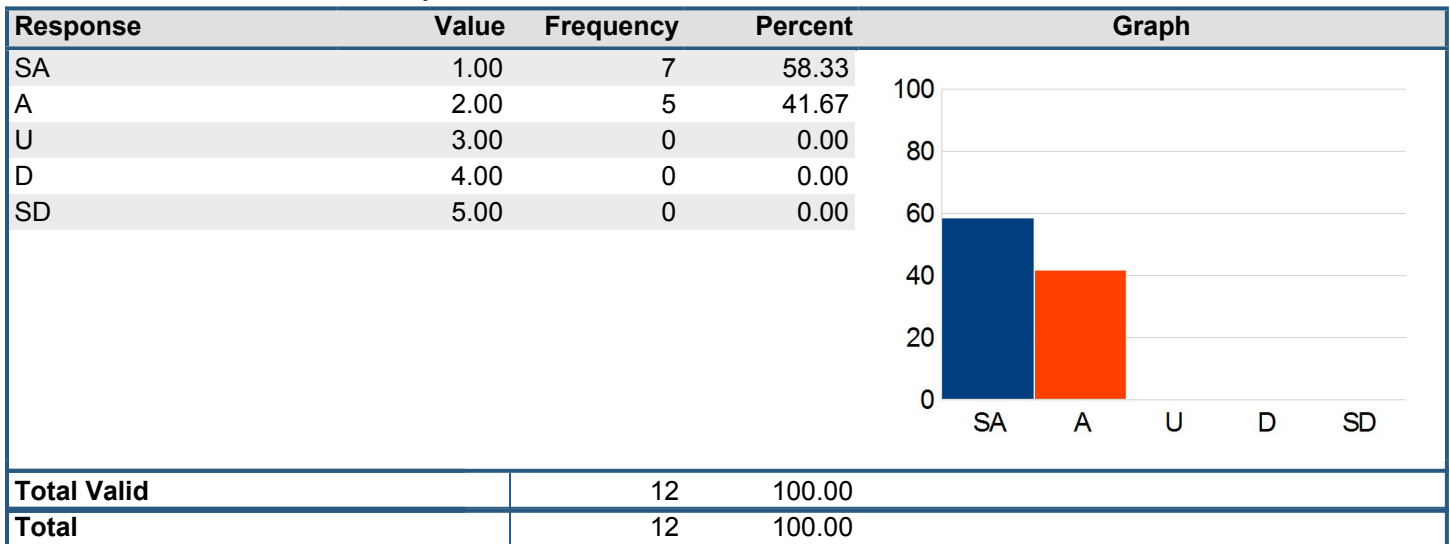 Response Value Frequency Percent Graph
SA 1.00 7 58.33
A 2.00 5 41.67
U 3.00 0 0.00
D 4.00 0 0.00
SD 5.00 0 0.00
100
80
60
40
20
0
SA A U D SD
Total Valid 12 100.00
Total 12 100.00